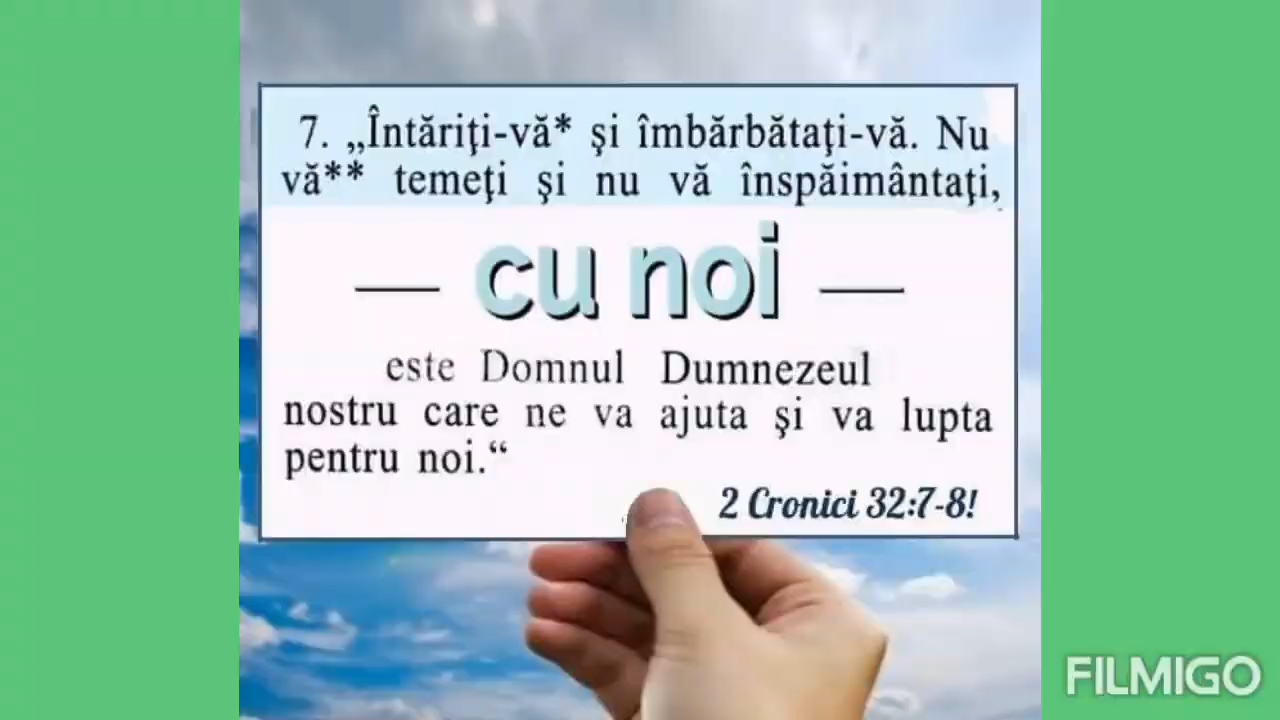 7. „Întăriţi-vă* şi îmbărbătaţi-vă. Nu
vă** temeţi şi nu vă înspăimântaţi,
— cu noi —
este Domnul Dumnezeul
nostru care ne va ajuta şi va lupta
pentru noi.“
2 Cronici 32:7-8!
FILMIGO